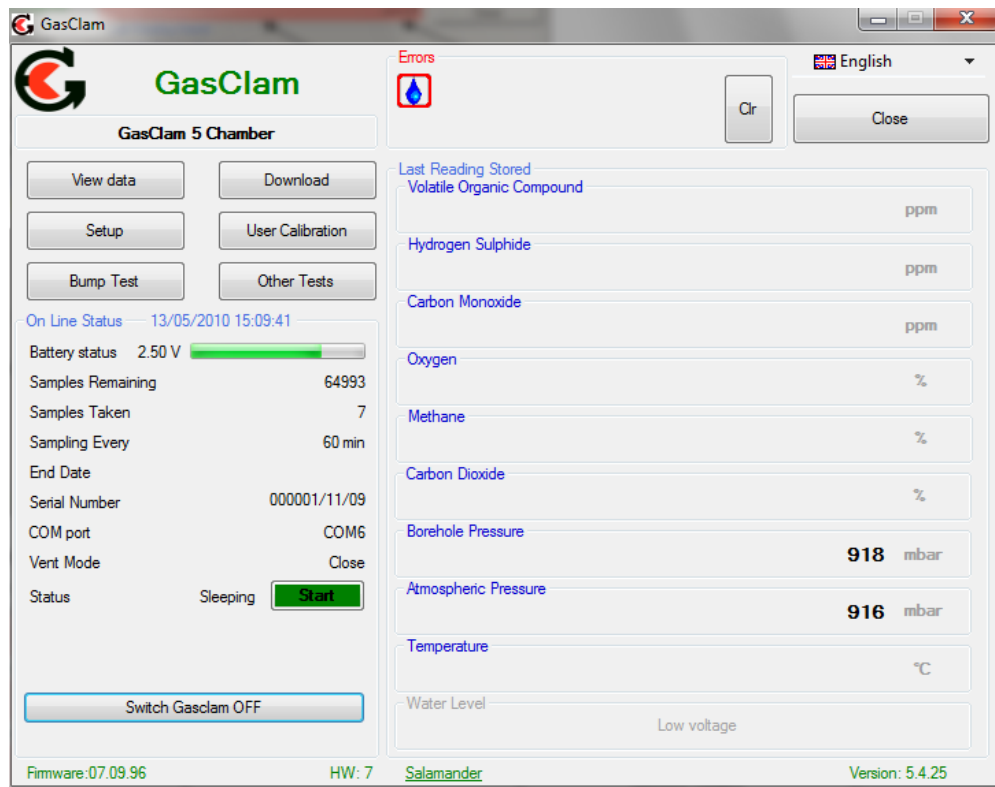 GasClam
GasClam
GasClam 5 Chamber
Errors
Clr
English
Close
View data
Download
Setup
User Calibration
Bump Test
Other Tests
On Line Status 13/05/2010 15:09:41
Battery status 2.50 V
Samples Remaining 64993
Samples Taken 7
Sampling Every 60 min
End Date
Serial Number 000001/11/09
COM port COM6
Vent Mode Close
Status Sleeping Start
Switch Gasclam OFF
Last Reading Stored
Volatile Organic Compound
ppm
Hydrogen Sulphide
ppm
Carbon Monoxide
ppm
Oxygen
%
Methane
%
Carbon Dioxide
%
Borehole Pressure
918 mbar
Atmospheric Pressure
916 mbar
Temperature
°C
Water Level
Low voltage
Firmware:07.09.96 HW: 7 Salamander Version: 5.4.25